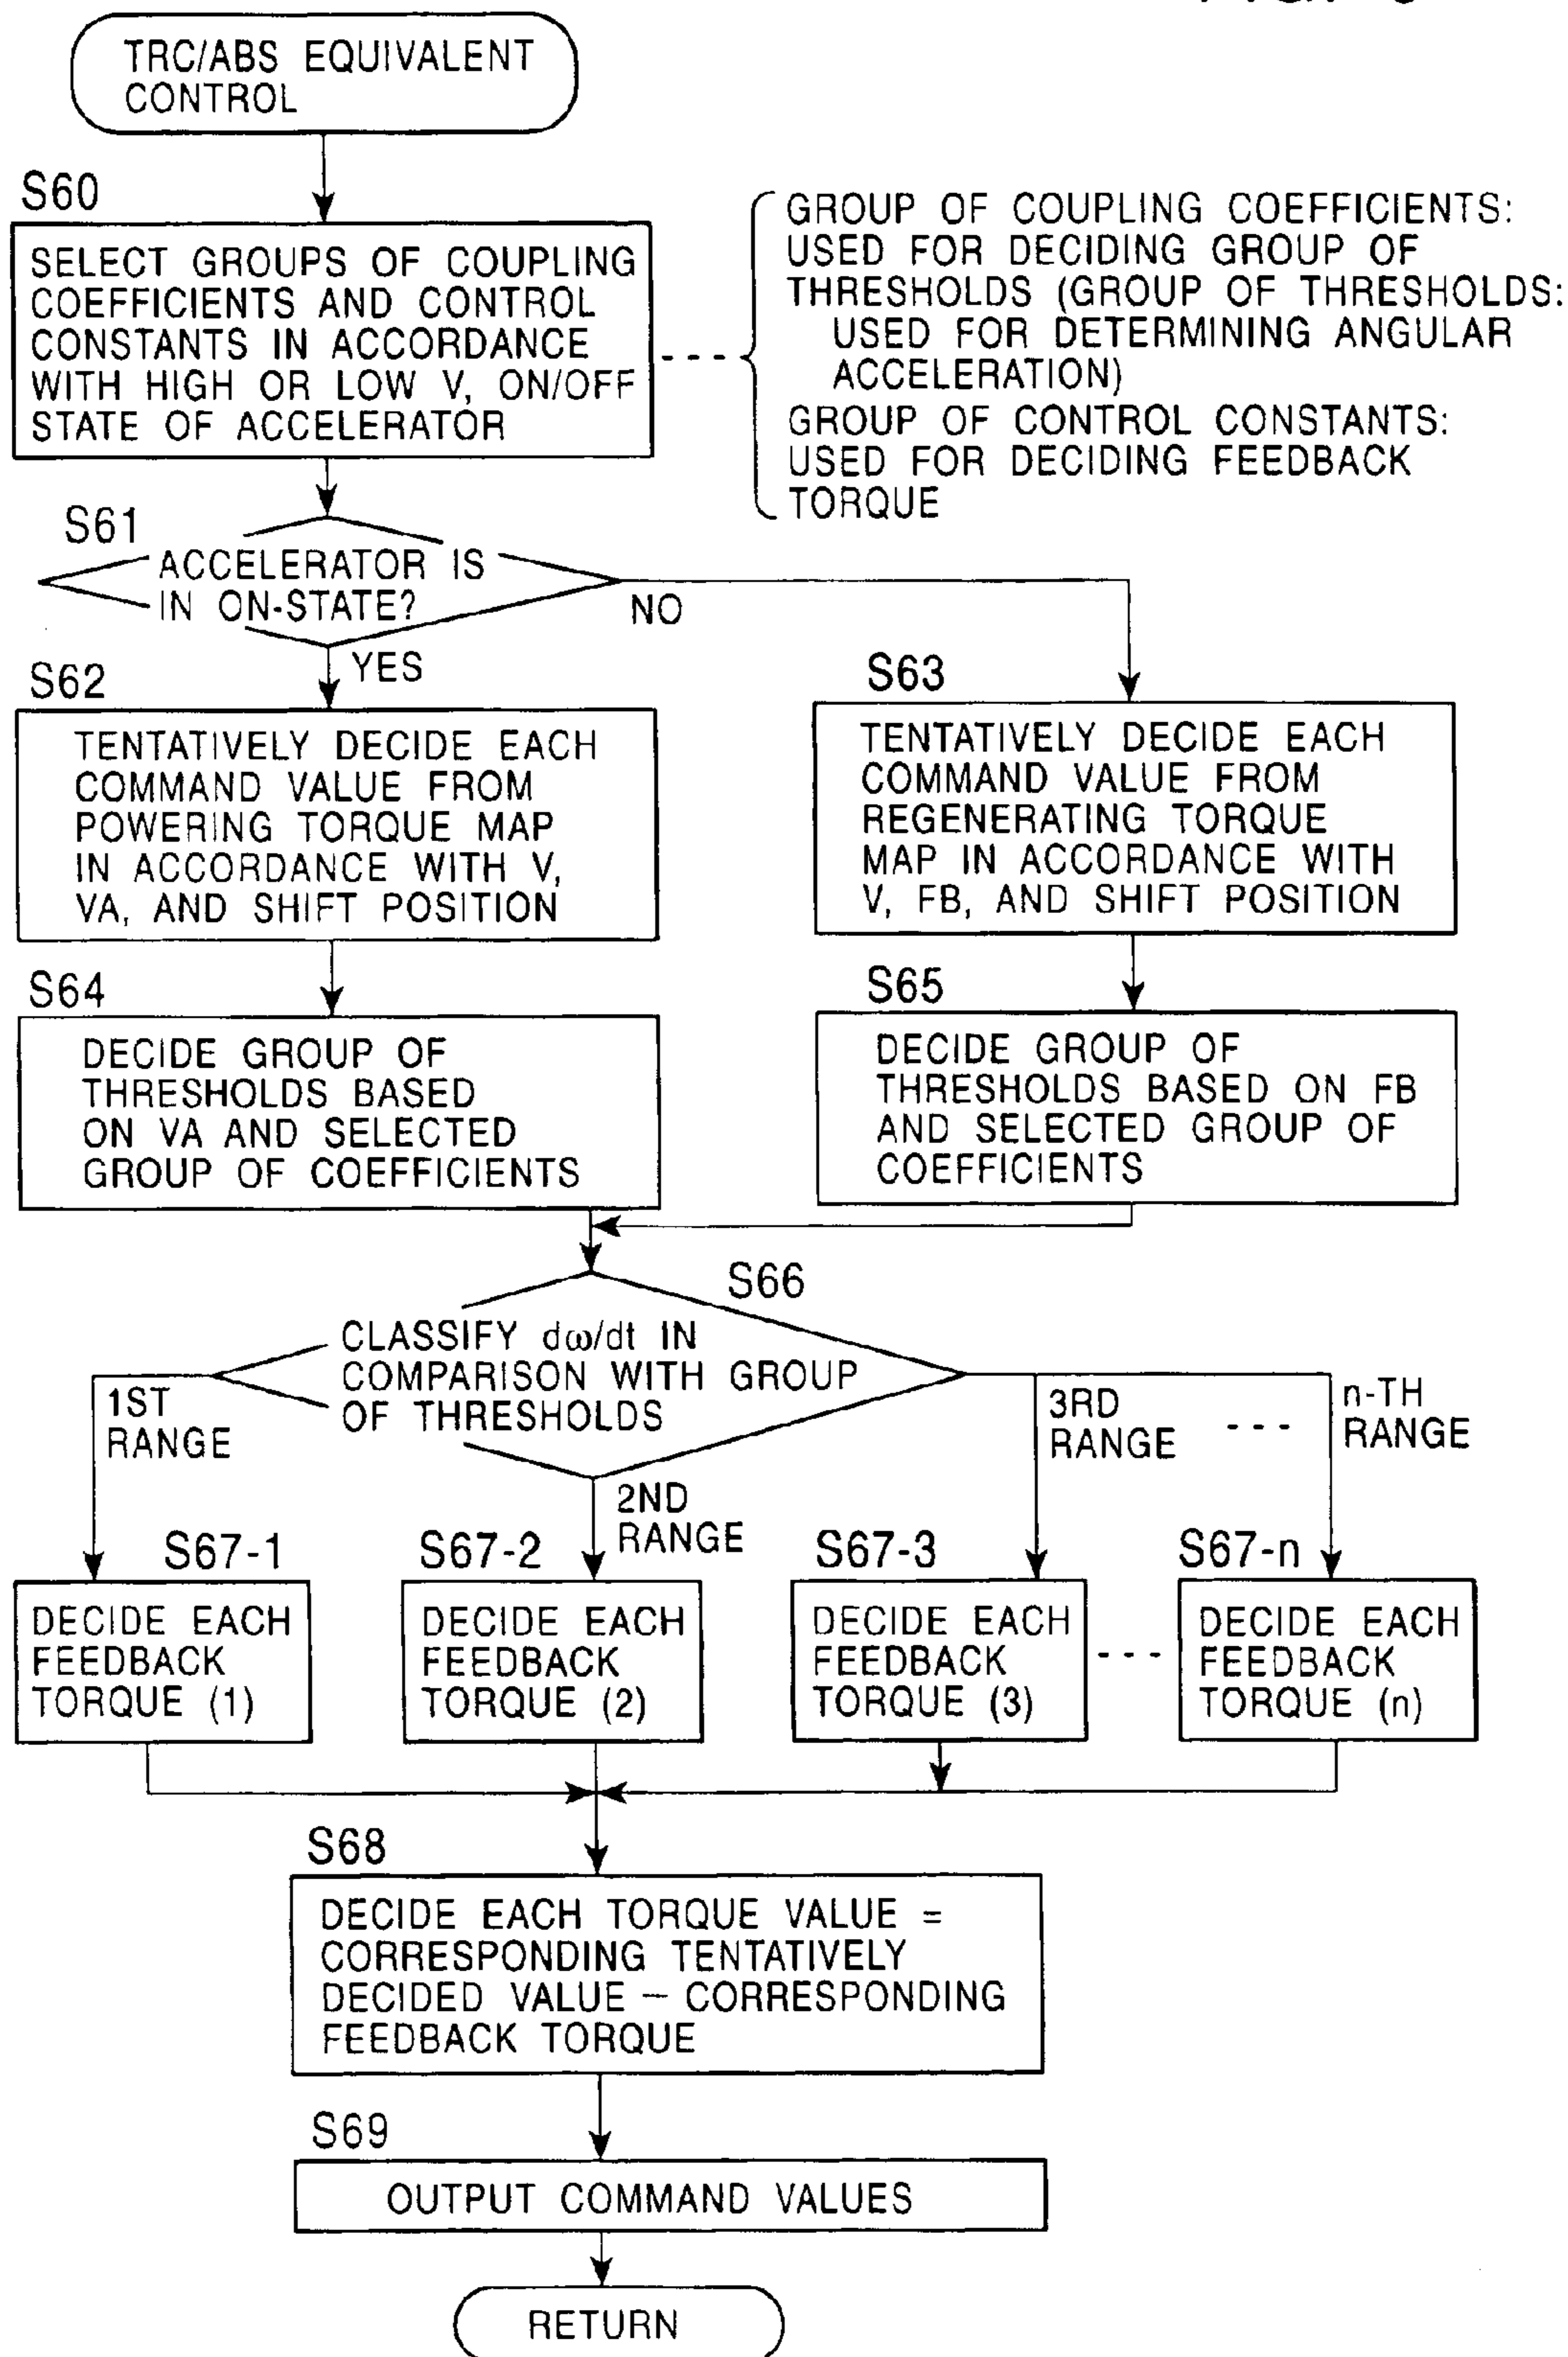 TRC/ABS EQUIVALENT
CONTROL
S60
SELECT GROUPS OF COUPLING
COEFFICIENTS AND CONTROL
CONSTANTS IN ACCORDANCE
WITH HIGH OR LOW V, ON/OFF
STATE OF ACCELERATOR
GROUP OF COUPLING COEFFICIENTS:
USED FOR DECIDING GROUP OF
THRESHOLDS (GROUP OF THRESHOLDS:
USED FOR DETERMINING ANGULAR
ACCELERATION)
GROUP OF CONTROL CONSTANTS:
USED FOR DECIDING FEEDBACK
TORQUE
S61
ACCELERATOR IS
IN ON-STATE?
NO
YES
S62
TENTATIVELY DECIDE EACH
COMMAND VALUE FROM
POWERING TORQUE MAP
IN ACCORDANCE WITH V,
VA, AND SHIFT POSITION
S63
TENTATIVELY DECIDE EACH
COMMAND VALUE FROM
REGENERATING TORQUE
MAP IN ACCORDANCE WITH
V, FB, AND SHIFT POSITION
S64
DECIDE GROUP OF
THRESHOLDS BASED
ON VA AND SELECTED
GROUP OF COEFFICIENTS
S65
DECIDE GROUP OF
THRESHOLDS BASED ON FB
AND SELECTED GROUP OF
COEFFICIENTS
S66
CLASSIFY dω/dt IN
COMPARISON WITH GROUP
OF THRESHOLDS
1ST
RANGE
2ND
RANGE
3RD
RANGE
n-TH
RANGE
S67-1
DECIDE EACH
FEEDBACK
TORQUE (1)
S67-2
DECIDE EACH
FEEDBACK
TORQUE (2)
S67-3
DECIDE EACH
FEEDBACK
TORQUE (3)
S67-n
DECIDE EACH
FEEDBACK
TORQUE (n)
S68
DECIDE EACH TORQUE VALUE =
CORRESPONDING TENTATIVELY
DECIDED VALUE – CORRESPONDING
FEEDBACK TORQUE
S69
OUTPUT COMMAND VALUES
RETURN